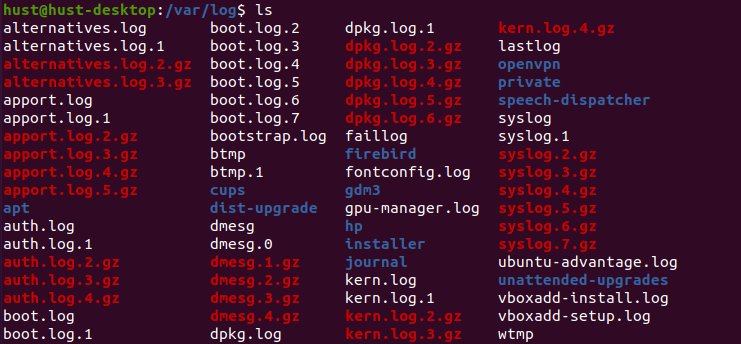 hust@hust-desktop:/var/log$ ls
alternatives.log boot.log.2 dpkg.log.1 kern.log.4.gz
alternatives.log.1 boot.log.3 dpkg.log.2.gz lastlog
alternatives.log.2.gz boot.log.4 dpkg.log.3.gz openvpn
alternatives.log.3.gz boot.log.5 dpkg.log.4.gz private
apport.log boot.log.6 dpkg.log.5.gz speech-dispatcher
apport.log.1 boot.log.7 dpkg.log.6.gz syslog
apport.log.2.gz bootstrap.log faillog syslog.1
apport.log.3.gz btmp firebird syslog.2.gz
apport.log.4.gz btmp.1 fontconfig.log syslog.3.gz
apport.log.5.gz cups gdm3 syslog.4.gz
apt dist-upgrade gpu-manager.log syslog.5.gz
auth.log dmesg hp syslog.6.gz
auth.log.1 dmesg.0 installer syslog.7.gz
auth.log.2.gz dmesg.1.gz journal ubuntu-advantage.log
auth.log.3.gz dmesg.2.gz kern.log unattended-upgrades
auth.log.4.gz dmesg.3.gz kern.log.1 vboxadd-install.log
boot.log dmesg.4.gz kern.log.2.gz vboxadd-setup.log
boot.log.1 dpkg.log kern.log.3.gz wtmp